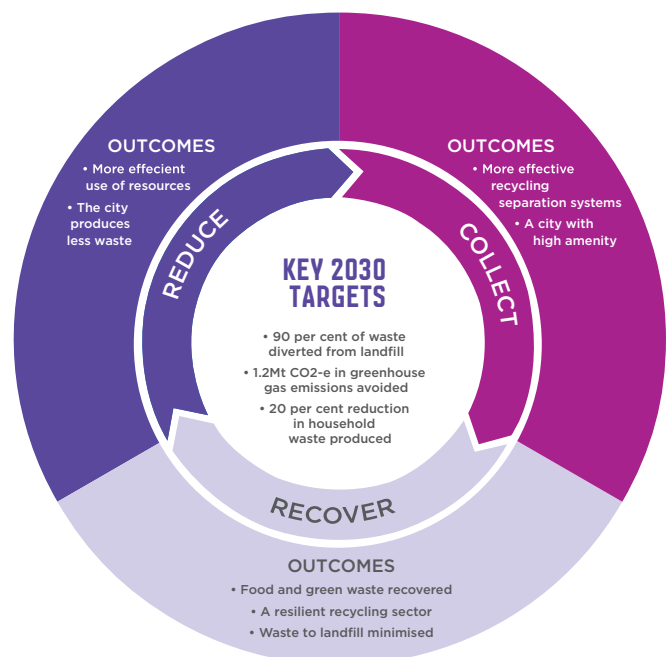 OUTCOMES
• More effecient
use of resources
• The city
produces
less waste
REDUCE
OUTCOMES
• More effective
recycling
separation systems
• A city with
high amenity
COLLECT
KEY 2030
TARGETS
• 90 per cent of waste
diverted from landfill
• 1.2Mt CO2-e in greenhouse
gas emissions avoided
• 20 per cent reduction
in household
waste produced
RECOVER
OUTCOMES
• Food and green waste recovered
• A resilient recycling sector
• Waste to landfill minimised